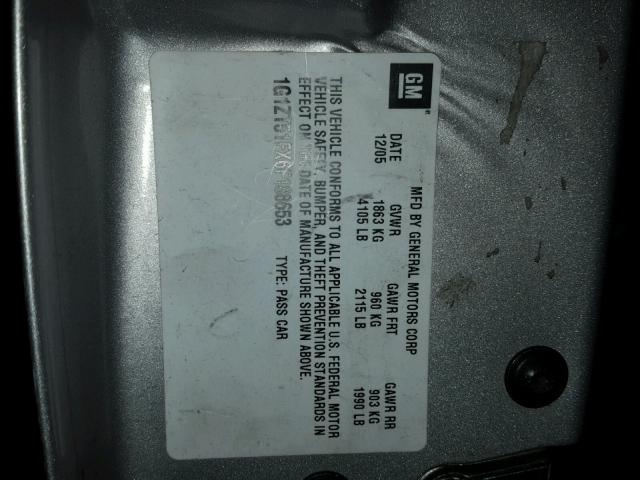 GM
MFD BY GENERAL MOTORS CORP
DATE GVWR GAWR FRT GAWR RR
12/05 1863 KG 960 KG 903 KG
4105 LB 2115 LB 1990 LB
THIS VEHICLE CONFORMS TO ALL APPLICABLE U.S. FEDERAL MOTOR
VEHICLE SAFETY, BUMPER, AND THEFT PREVENTION STANDARDS IN
EFFECT ON THE DATE OF MANUFACTURE SHOWN ABOVE.
TYPE: PASS CAR